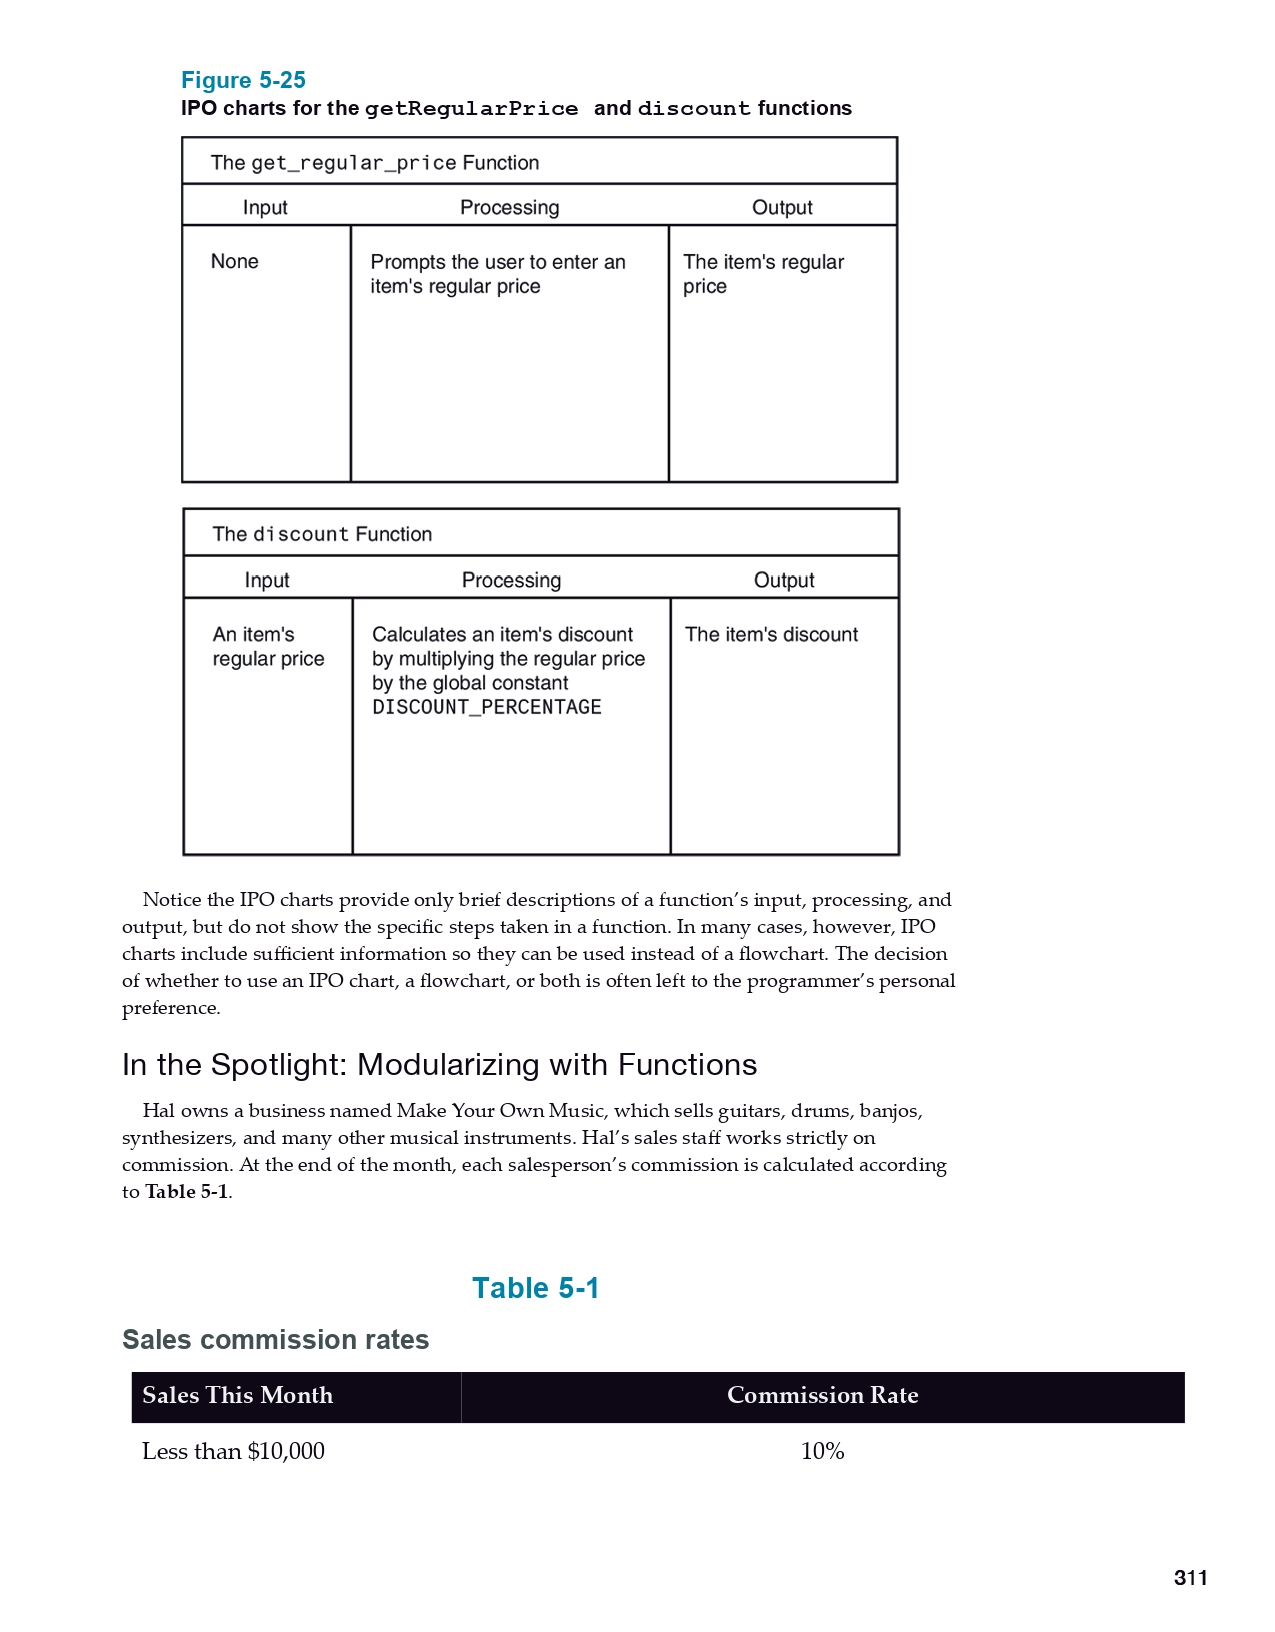 Figure 5-25
IPO charts for the getRegularPrice and discount functions
The get_regular_price Function
Input Processing Output
None
Prompts the user to enter an
item's regular price
The item's regular
price
The discount Function
Input Processing Output
An item's
regular price
Calculates an item's discount
by multiplying the regular price
by the global constant
DISCOUNT_PERCENTAGE
The item's discount
Notice the IPO charts provide only brief descriptions of a function’s input, processing, and
output, but do not show the specific steps taken in a function. In many cases, however, IPO
charts include sufficient information so they can be used instead of a flowchart. The decision
of whether to use an IPO chart, a flowchart, or both is often left to the programmer’s personal
preference.
In the Spotlight: Modularizing with Functions
Hal owns a business named Make Your Own Music, which sells guitars, drums, banjos,
synthesizers, and many other musical instruments. Hal’s sales staff works strictly on
commission. At the end of the month, each salesperson’s commission is calculated according
to Table 5-1.
Table 5-1
Sales commission rates
Sales This Month Commission Rate
Less than $10,000 10%
311